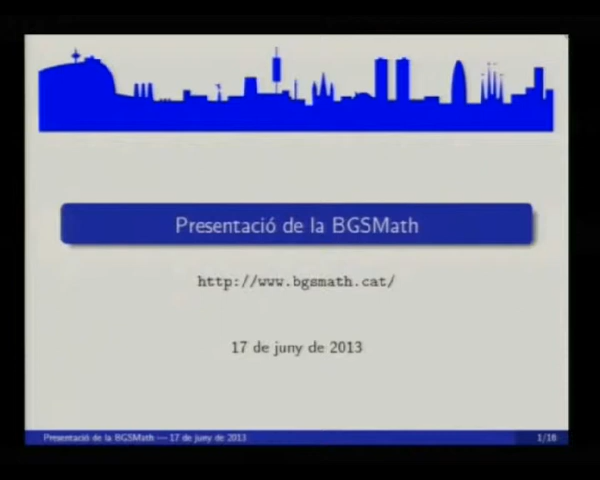 Presentació de la BGSMath
http://www.bgsmath.cat/
17 de juny de 2013
Presentació de la BGSMath — 17 de juny de 2013
1/16